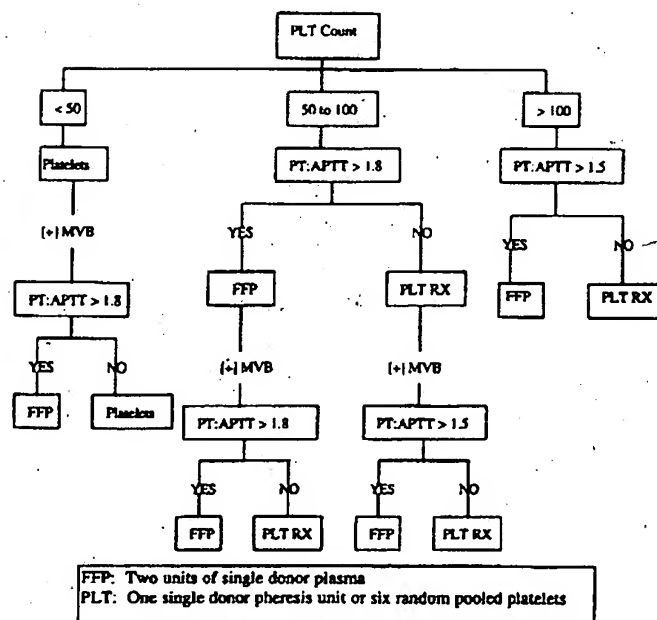 PLT Count
< 50
50 to 100
> 100
Platelets
PT:APTT > 1.8
PT:APTT > 1.5
[+] MVB
YES
NO
YES
NO
PT:APTT > 1.8
FFP
PLT RX
FFP
PLT RX
YES
NO
[+] MVB
[+] MVB
FFP
Platelets
PT:APTT > 1.8
PT:APTT > 1.5
YES
NO
YES
NO
FFP
PLT RX
FFP
PLT RX
FFP: Two units of single donor plasma
PLT: One single donor pheresis unit or six random pooled platelets